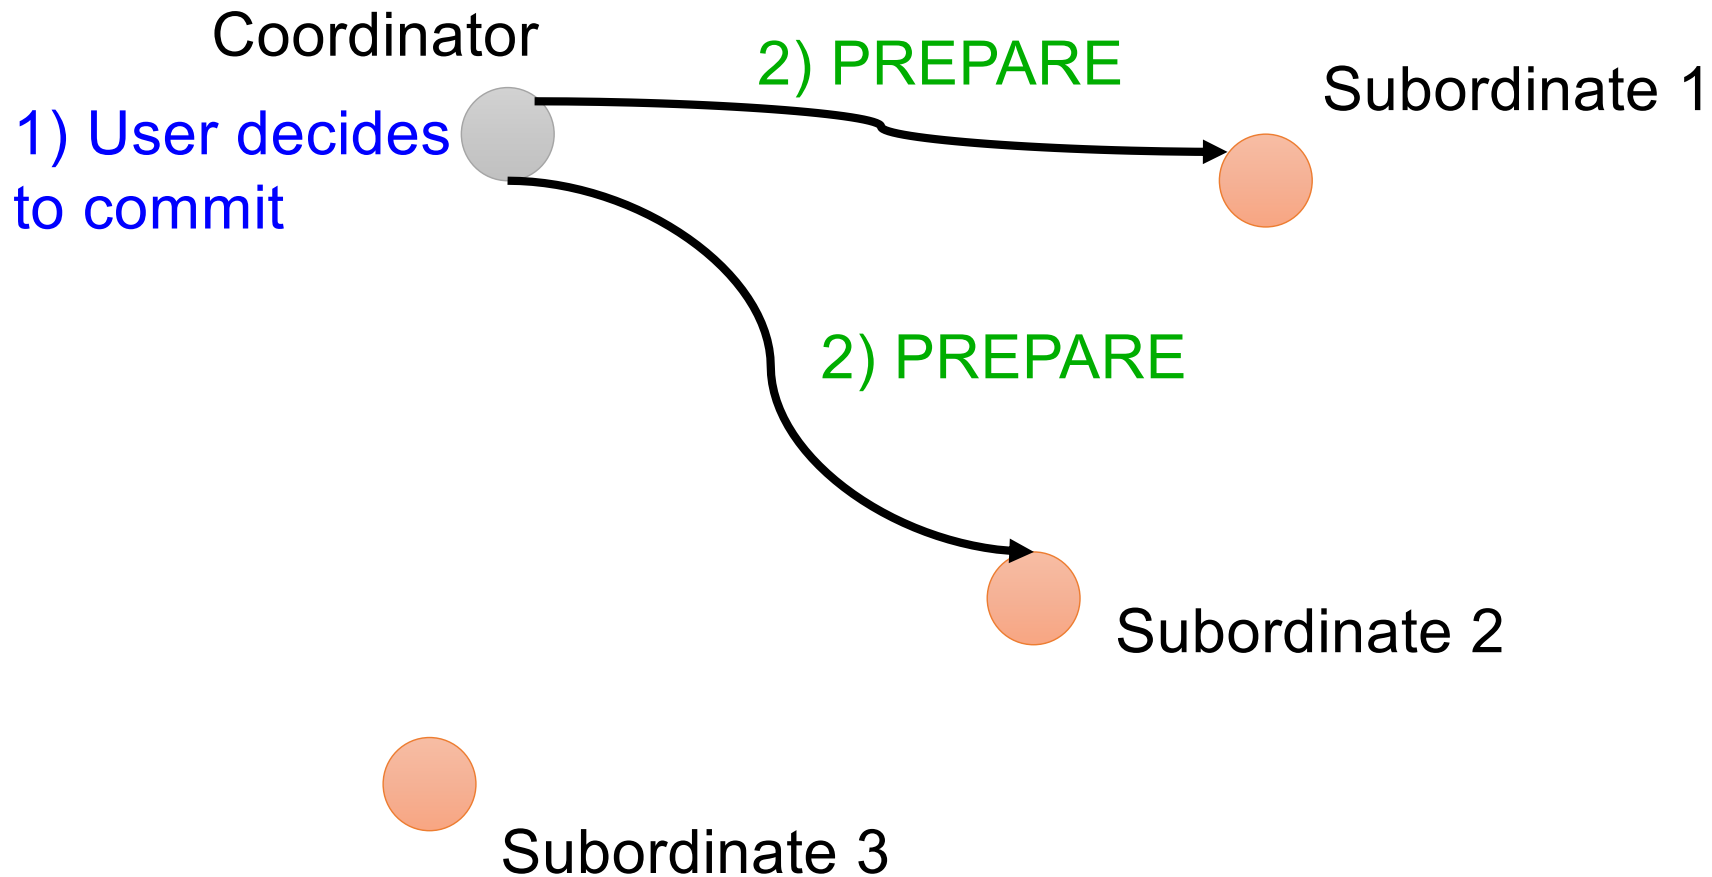 Coordinator
2) PREPARE
Subordinate 1
1) User decides
to commit
2) PREPARE
Subordinate 2
Subordinate 3